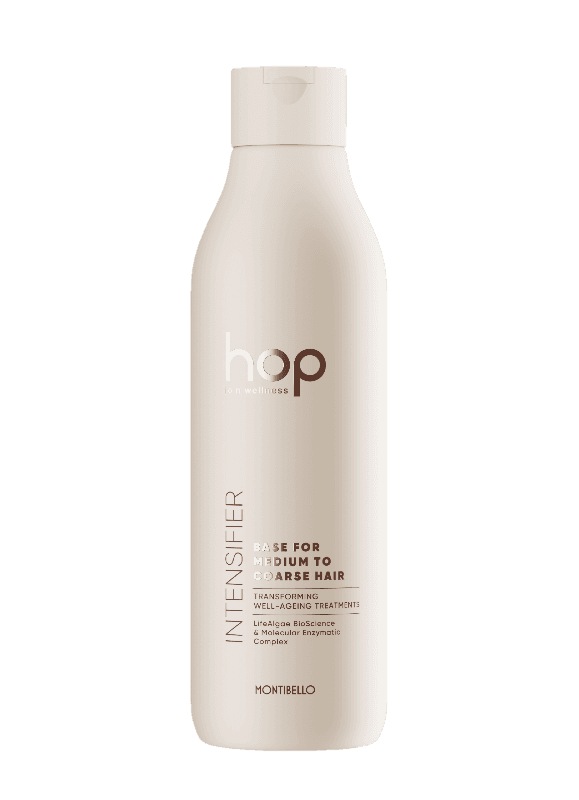 hop
on wellness
INTENSIFIER
BASE FOR
MEDIUM TO
COARSE HAIR
TRANSFORMING
WELL-AGEING TREATMENTS
LifeAlgae BioScience
& Molecular Enzymatic
Complex
MONTIBELLO